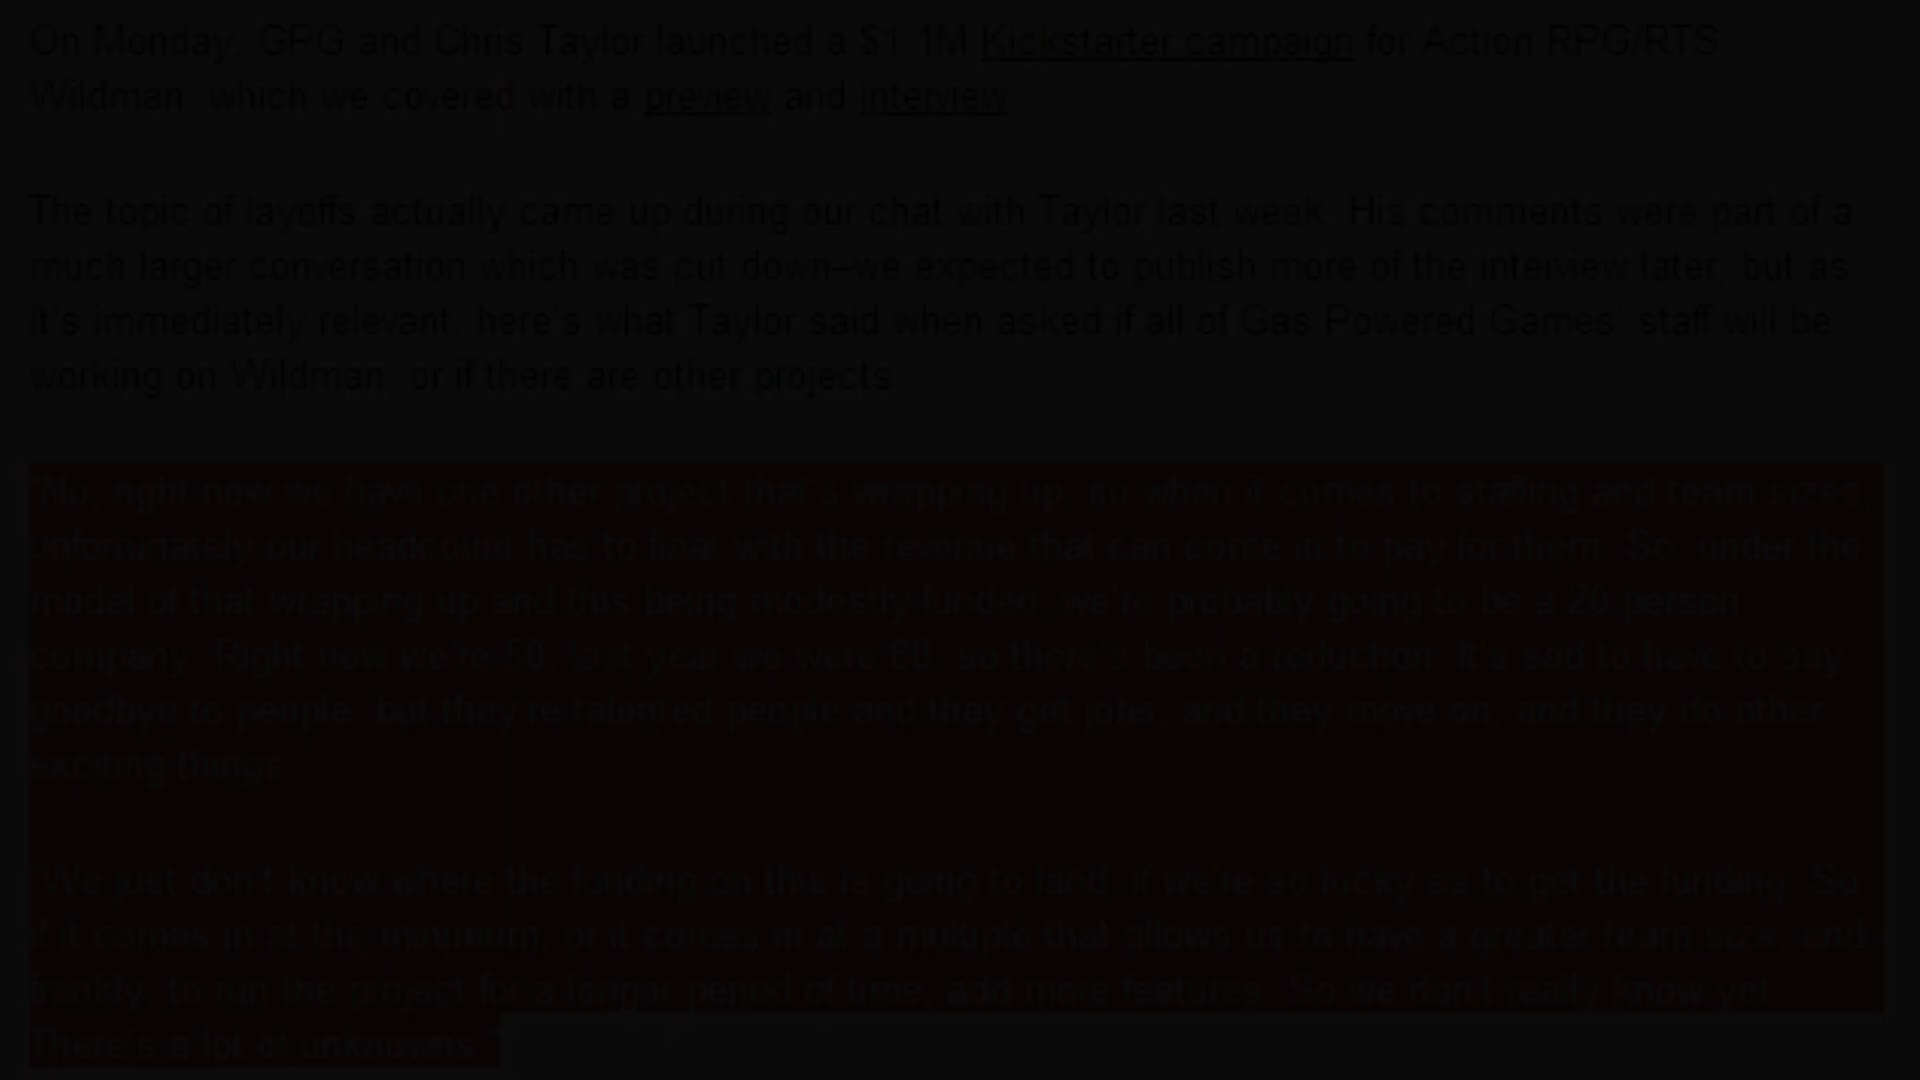 On Monday, GPG and Chris Taylor launched a $1.1M Kickstarter campaign for Action RPG/RTS
Wildman, which we covered with a preview and interview.
The topic of layoffs actually came up during our chat with Taylor last week. His comments were part of a
much larger conversation which was cut down–we expected to publish more of the interview later, but as
it's immediately relevant, here's what Taylor said when asked if all of Gas Powered Games' staff will be
working on Wildman, or if there are other projects:
"No, right now we have one other project that's wrapping up, so when it comes to staffing and team sizes,
unfortunately our headcount has to float with the revenue that can come in to pay for them. So, under the
model of that wrapping up and this being modestly funded, we're probably going to be a 20 person
company. Right now we're 50, last year we were 80, so there's been a reduction. It's sad to have to say
goodbye to people, but they're talented people and they get jobs, and they move on, and they do other
exciting things.
"We just don't know where the funding on this is going to land, if we're so lucky as to get the funding. So
if it comes in at the minimum, or it comes in at a multiple that allows us to have a greater team size, and
frankly, to run the project for a longer period of time, add more features. So we don't really know yet.
There's a lot of unknowns."